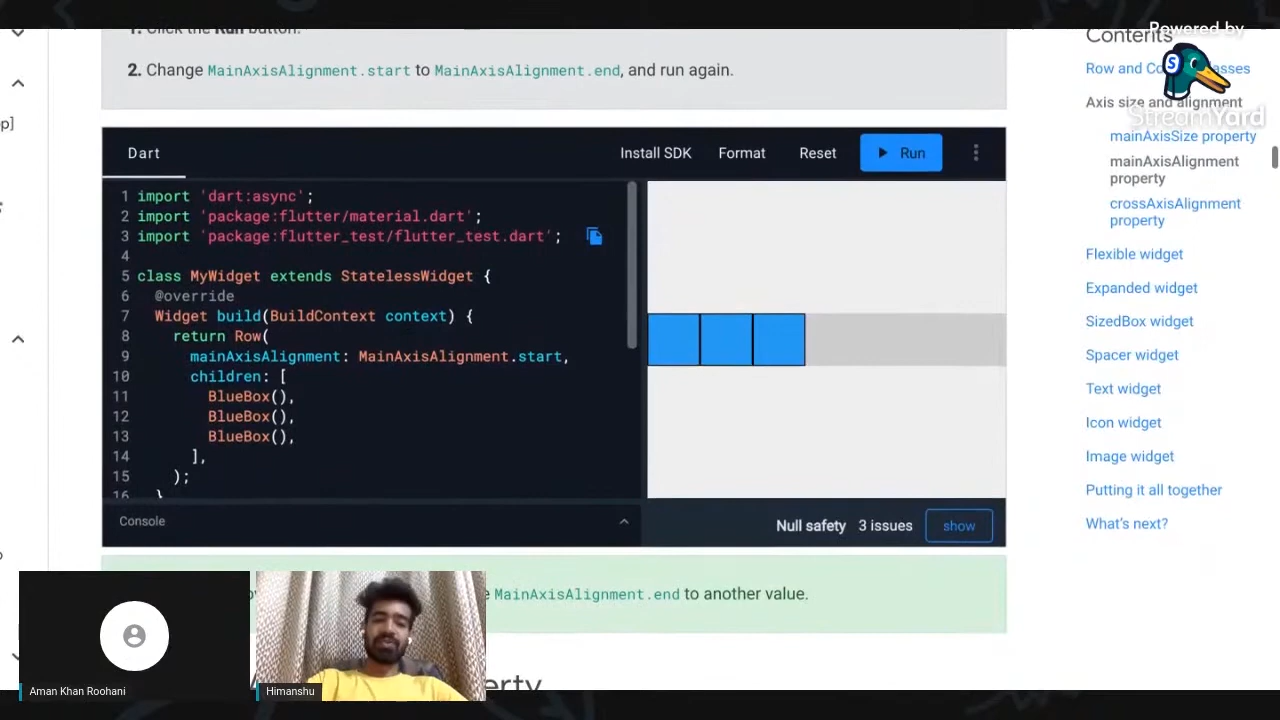 1. Click the Run button.
Powered by
StreamYard
2. Change MainAxisAlignment.start to MainAxisAlignment.end, and run again.
Dart
Install SDK
Format
Reset
Run
1 import 'dart:async';
2 import 'package:flutter/material.dart';
3 import 'package:flutter_test/flutter_test.dart';
4
5 class MyWidget extends StatelessWidget {
6 @override
7 Widget build(BuildContext context) {
8 return Row(
9 mainAxisAlignment: MainAxisAlignment.start,
10 children: [
11 BlueBox(),
12 BlueBox(),
13 BlueBox(),
14 ],
15 );
16 }
Console
Null safety 3 issues
show
MainAxisAlignment.end to another value.
Contents
Row and classes
Axis size and alignment
mainAxisSize property
mainAxisAlignment
property
crossAxisAlignment
property
Flexible widget
Expanded widget
SizedBox widget
Spacer widget
Text widget
Icon widget
Image widget
Putting it all together
What's next?
Aman Khan Roohani
Himanshu